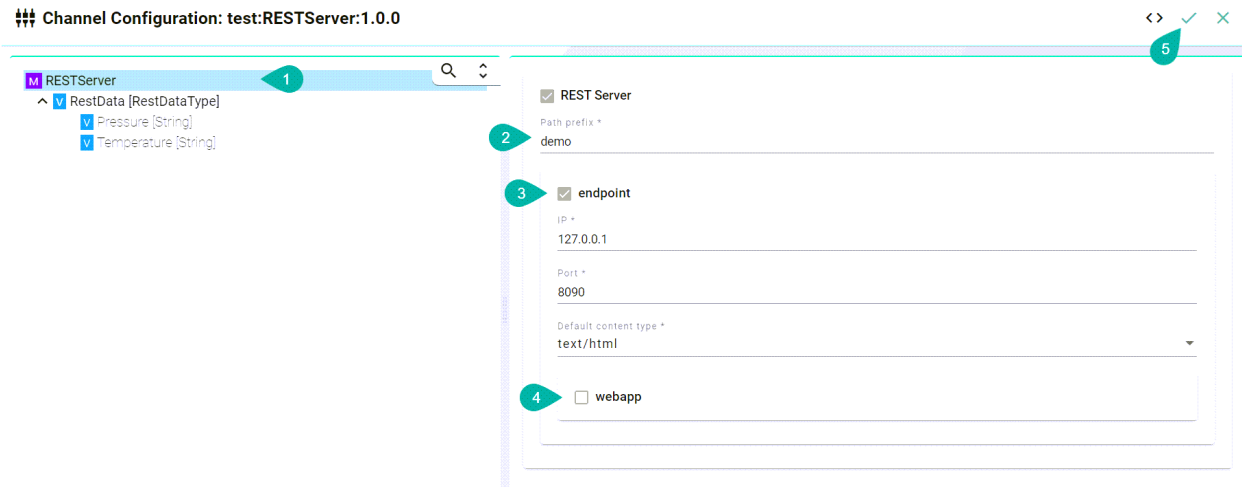 Channel Configuration: test:RESTServer:1.0.0
5
M RESTServer
1
V RestData [RestDataType]
V Pressure [String]
V Temperature [String]
REST Server
Path prefix *
2
demo
3
endpoint
IP *
127.0.0.1
Port *
8090
Default content type *
text/html
4
webapp